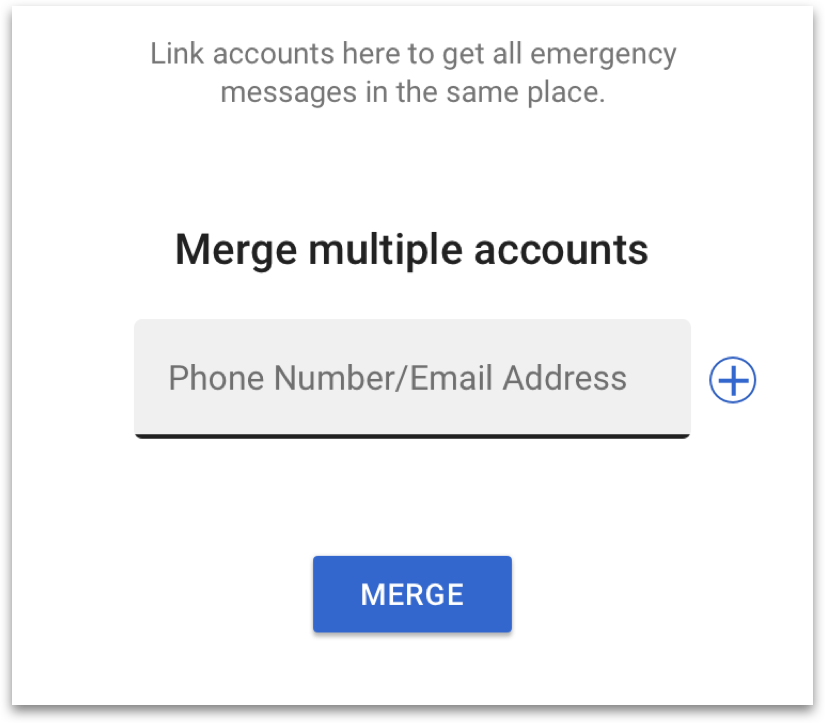 Link accounts here to get all emergency
messages in the same place.
Merge multiple accounts
Phone Number/Email Address
MERGE